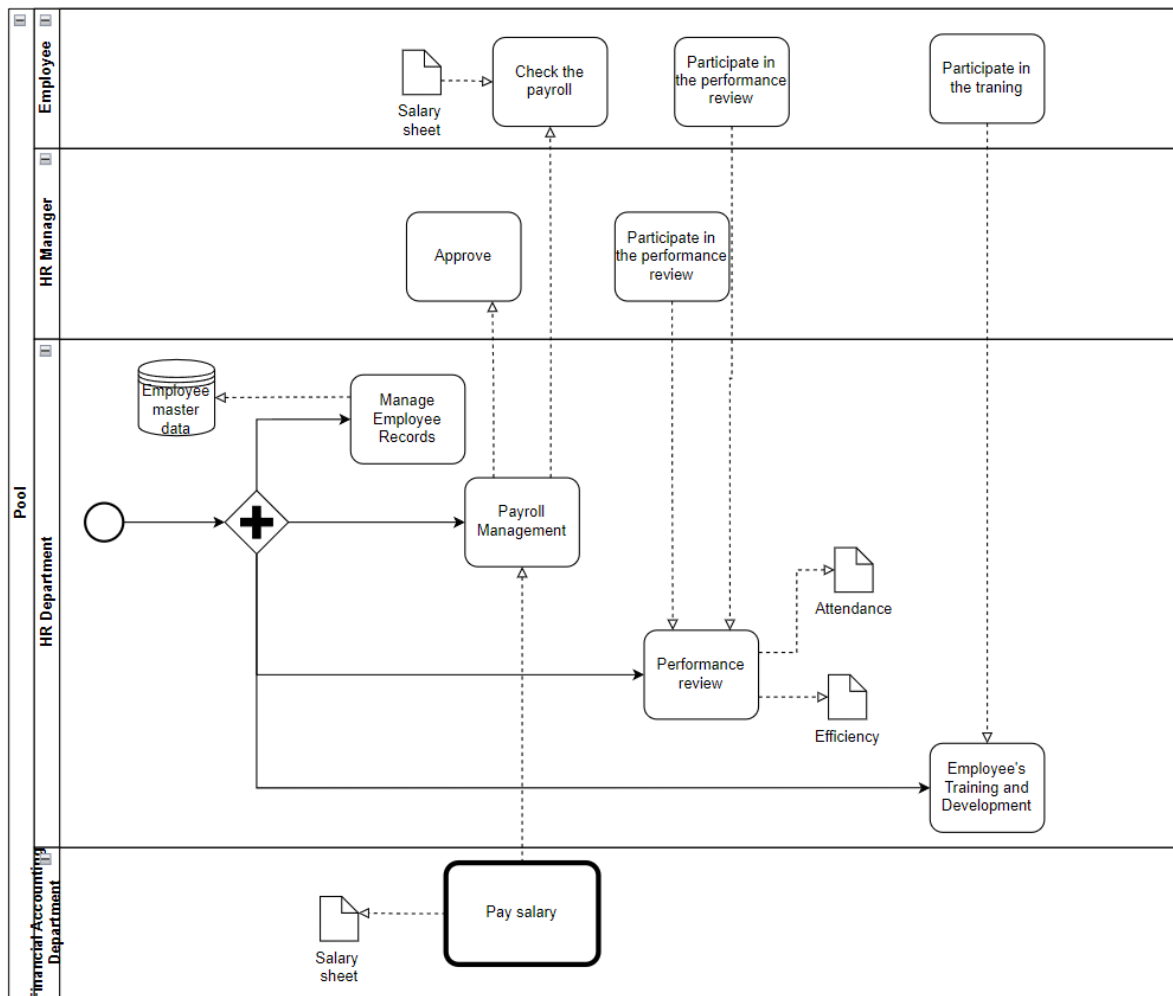 Pool
Employee
Salary
sheet
Check the
payroll
Participate in
the performance
review
Participate in
the traning
HR Manager
Approve
Participate in
the performance
review
HR Department
Employee
master
data
Manage
Employee
Records
Payroll
Management
Performance
review
Attendance
Efficiency
Employee's
Training and
Development
Financial Accounting
Department
Pay salary
Salary
sheet